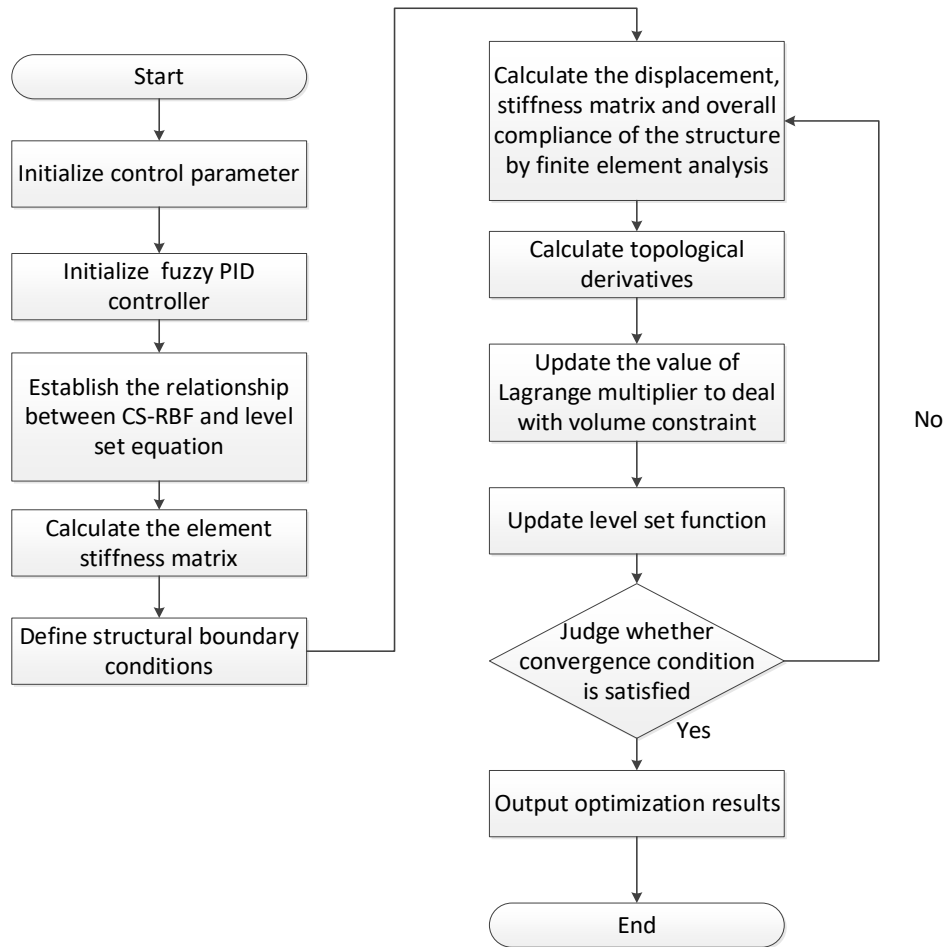 Start
Initialize control parameter
Initialize fuzzy PID
controller
Establish the relationship
between CS-RBF and level
set equation
Calculate the element
stiffness matrix
Define structural boundary
conditions
Calculate the displacement,
stiffness matrix and overall
compliance of the structure
by finite element analysis
Calculate topological
derivatives
Update the value of
Lagrange multiplier to deal
with volume constraint
Update level set function
Judge whether
convergence condition
is satisfied
No
Yes
Output optimization results
End